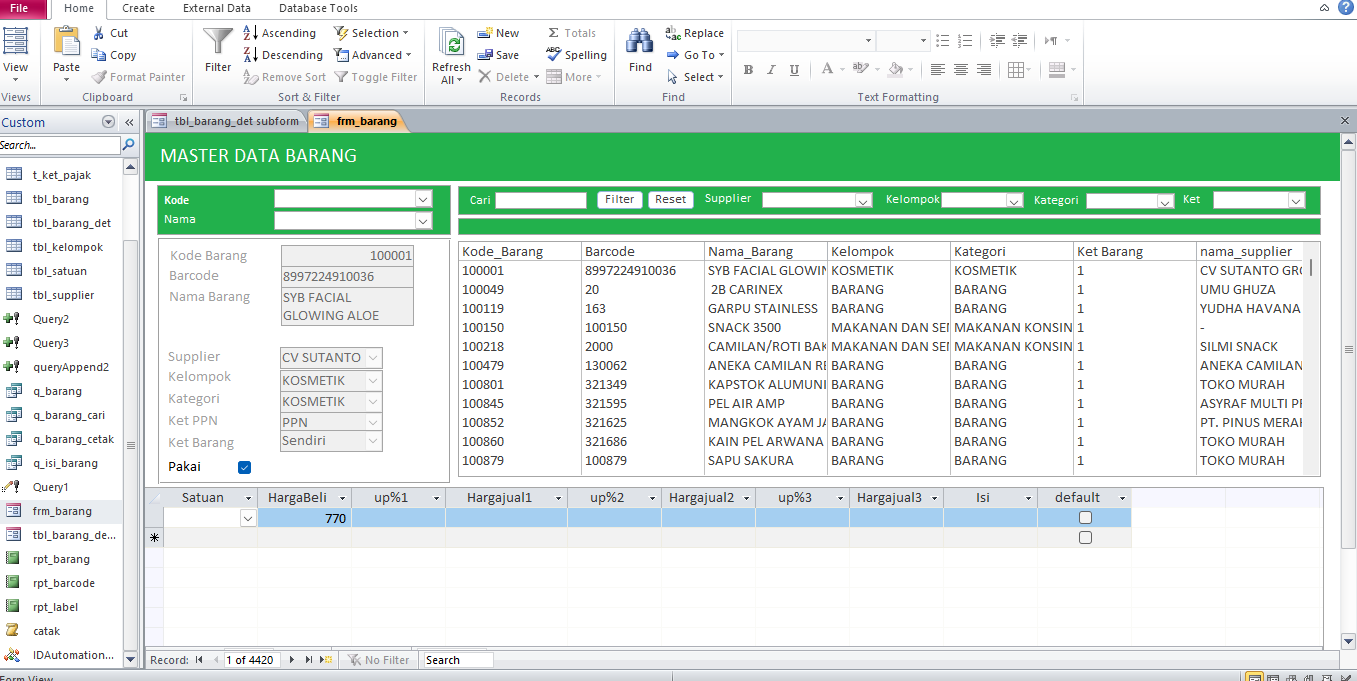 File Home Create External Data Database Tools
View Paste Cut Copy Format Painter Filter Ascending Descending Remove Sort Selection Advanced Toggle Filter Refresh All New Save Delete Totals Spelling More Find Replace Go To Select B I U A
Views Clipboard Sort & Filter Records Find Text Formatting
Custom «
Search...
t_ket_pajak
tbl_barang
tbl_barang_det
tbl_kelompok
tbl_satuan
tbl_supplier
Query2
Query3
queryAppend2
q_barang
q_barang_cari
q_barang_cetak
q_isi_barang
Query1
frm_barang
tbl_barang_de...
rpt_barang
rpt_barcode
rpt_label
catak
IDAutomation...
tbl_barang_det subform frm_barang
MASTER DATA BARANG
Kode
Nama
Cari Filter Reset Supplier Kelompok Kategori Ket
Kode Barang 100001
Barcode 8997224910036
Nama Barang SYB FACIAL
GLOWING ALOE
Supplier CV SUTANTO
Kelompok KOSMETIK
Kategori KOSMETIK
Ket PPN PPN
Ket Barang Sendiri
Pakai
Kode_Barang Barcode Nama_Barang Kelompok Kategori Ket Barang nama_supplier
100001 8997224910036 SYB FACIAL GLOWIN KOSMETIK KOSMETIK 1 CV SUTANTO GRO
100049 20 2B CARINEX BARANG BARANG 1 UMU GHUZA
100119 163 GARPU STAINLESS BARANG BARANG 1 YUDHA HAVANA
100150 100150 SNACK 3500 MAKANAN DAN SEN MAKANAN KONSIN 1 -
100218 2000 CAMILAN/ROTI BAK MAKANAN DAN SEN MAKANAN KONSIN 1 SILMI SNACK
100479 130062 ANEKA CAMILAN RE BARANG BARANG 1 ANEKA CAMILAN
100801 321349 KAPSTOK ALUMUNI BARANG BARANG 1 TOKO MURAH
100845 321595 PEL AIR AMP BARANG BARANG 1 ASYRAF MULTI PR
100852 321625 MANGKOK AYAM JA BARANG BARANG 1 PT. PINUS MERAH
100860 321686 KAIN PEL ARWANA BARANG BARANG 1 TOKO MURAH
100879 100879 SAPU SAKURA BARANG BARANG 1 TOKO MURAH
Satuan HargaBeli up%1 Hargajual1 up%2 Hargajual2 up%3 Hargajual3 Isi default
770
Record: 1 of 4420 No Filter Search
Form View